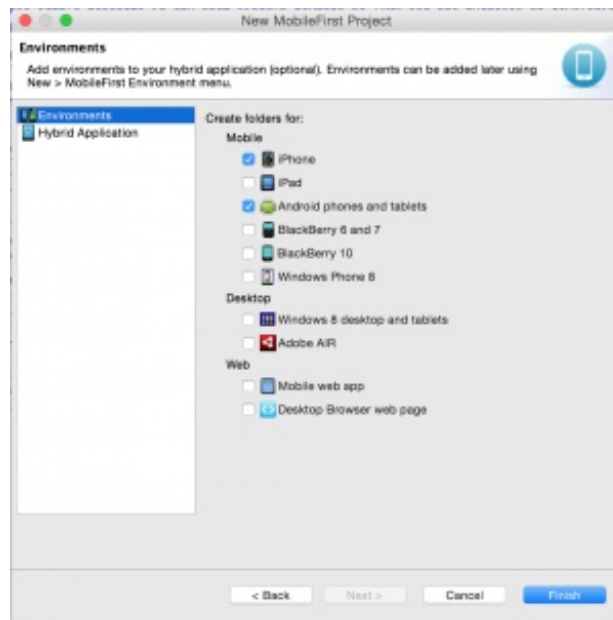 New MobileFirst Project
Environments
Add environments to your hybrid application (optional). Environments can be added later using
New > MobileFirst Environment menu.
Environments
Hybrid Application
Create folders for:
Mobile
iPhone
iPad
Android phones and tablets
BlackBerry 6 and 7
BlackBerry 10
Windows Phone 8
Desktop
Windows 8 desktop and tablets
Adobe AIR
Web
Mobile web app
Desktop Browser web page
< Back
Next >
Cancel
Finish